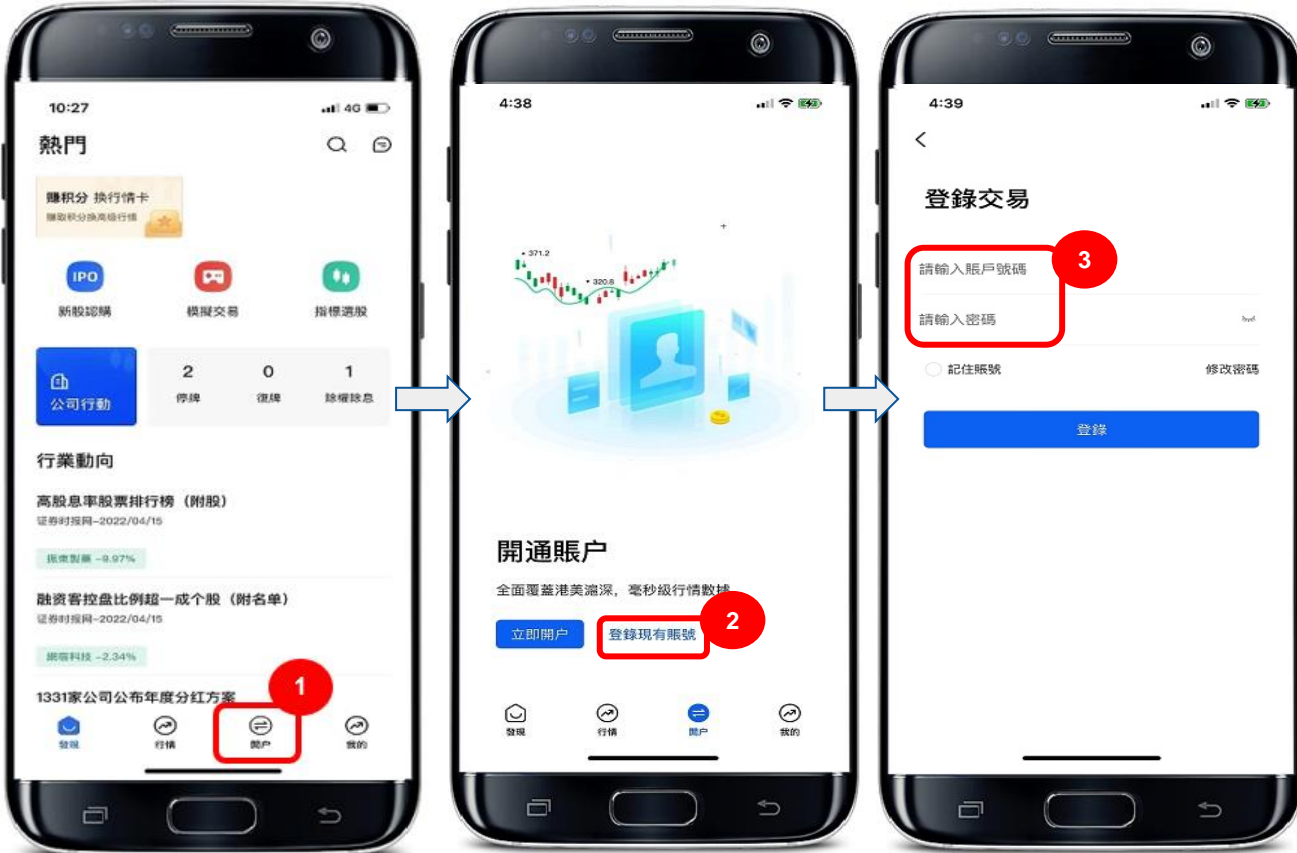 10:27
4G
熱門
賺积分 换行情卡
赚取积分换高级行情
IPO
新股認購
模擬交易
指標選股
公司行動
2
0
1
停牌
復牌
除權除息
行業動向
高股息率股票排行榜（附股）
证券时报网-2022/04/15
振東製藥 -9.97%
融资客控盘比例超一成个股（附名单）
证券时报网-2022/04/15
網宿科技 -2.34%
1331家公司公布年度分红方案
1
發現
行情
開户
我的
4:38
371.2
320.8
開通賬户
全面覆蓋港美滬深，毫秒級行情數據
立即開户
登錄現有賬號
2
發現
行情
開户
我的
4:39
登錄交易
請輸入賬戶號碼
3
請輸入密碼
記住賬號
修改密碼
登錄